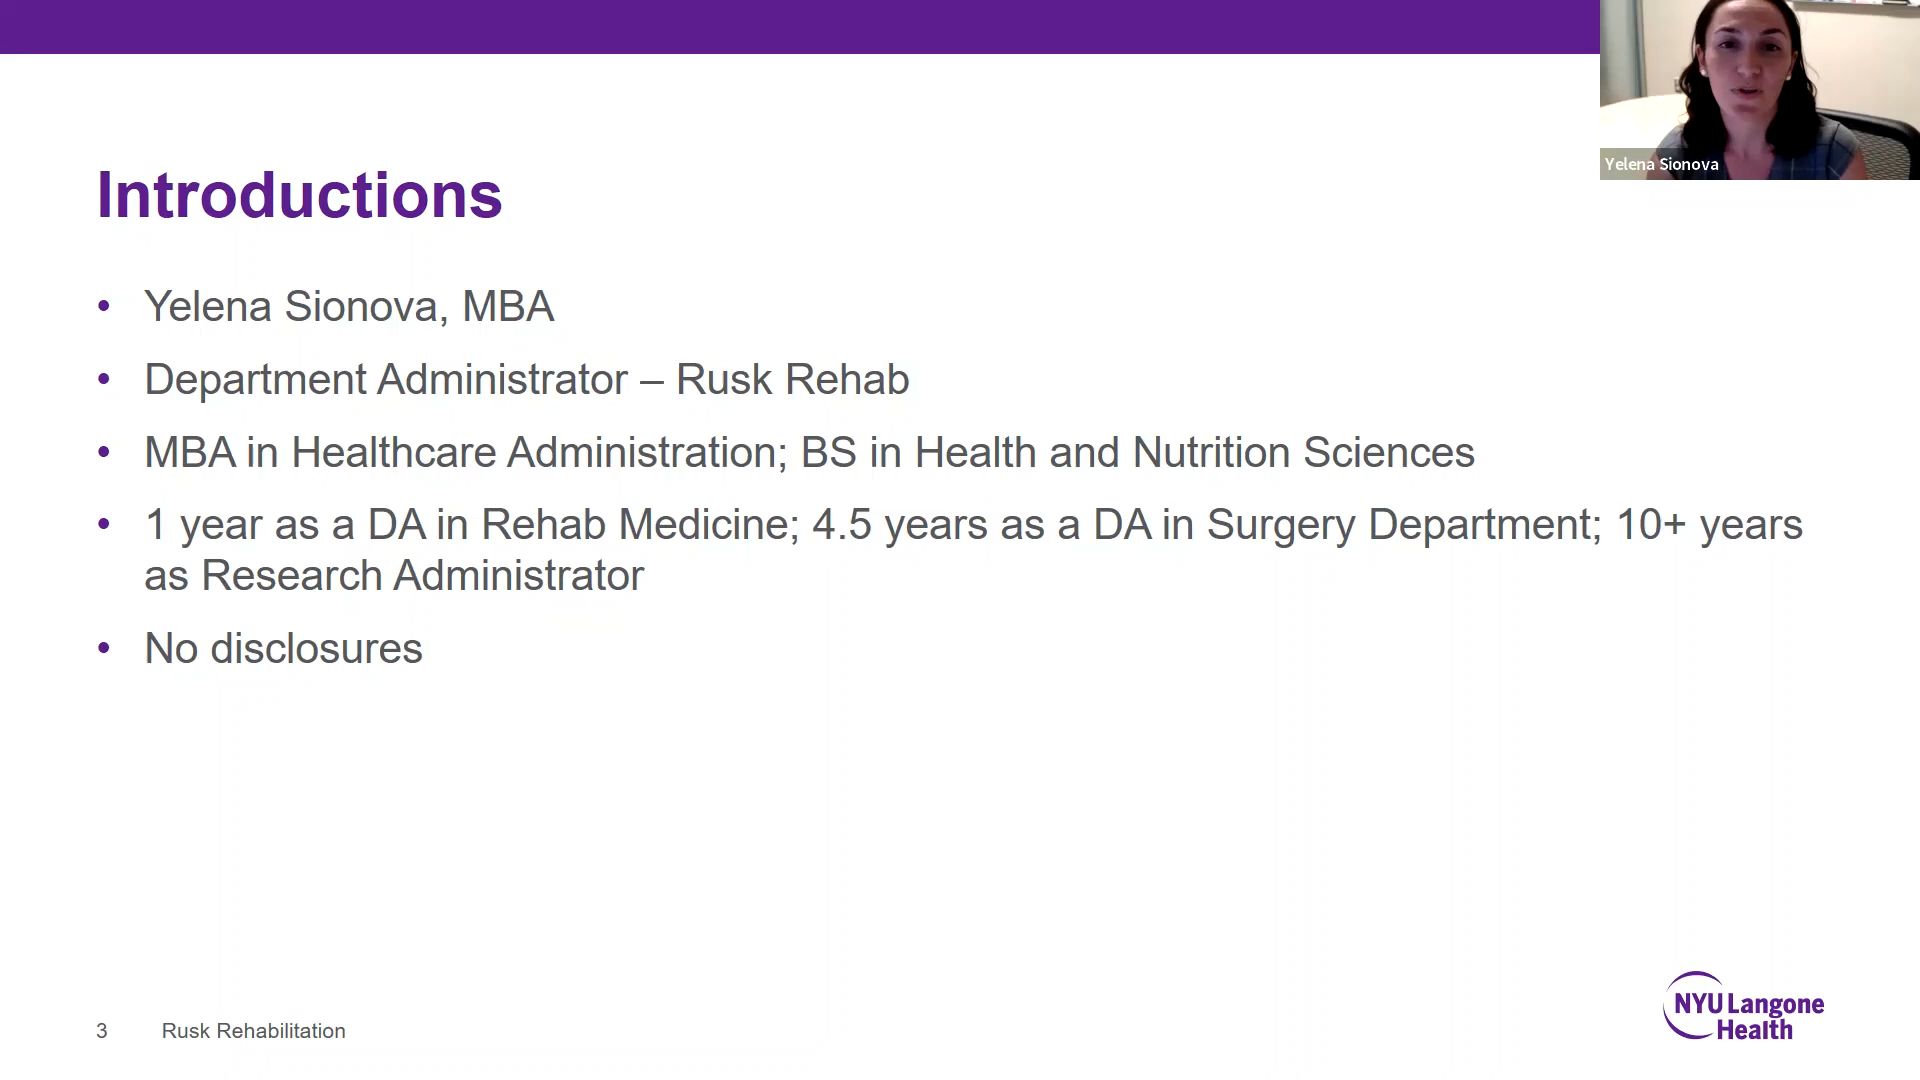 Yelena Sionova
Introductions
• Yelena Sionova, MBA
• Department Administrator – Rusk Rehab
• MBA in Healthcare Administration; BS in Health and Nutrition Sciences
• 1 year as a DA in Rehab Medicine; 4.5 years as a DA in Surgery Department; 10+ years
as Research Administrator
• No disclosures
3 Rusk Rehabilitation
NYU Langone
Health